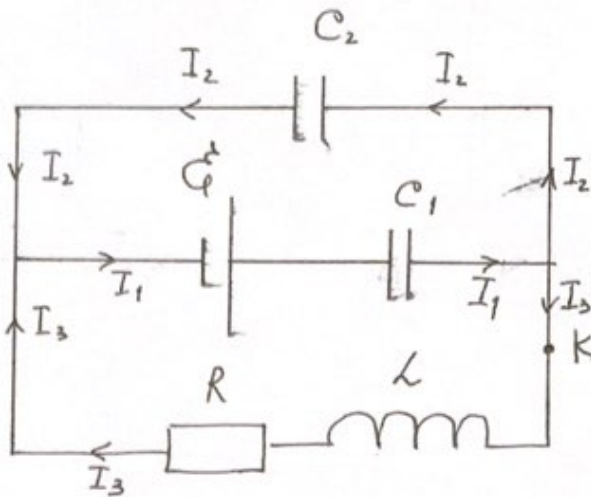 C₂
I₂ I₂
I₂ ℰ C₁ I₂
I₁ I₁ I₃
I₃ K
R L
I₃